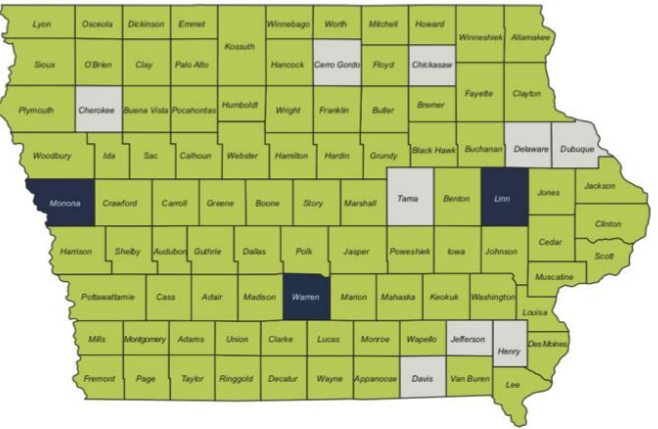 Lyon Osceola Dickinson Emmet Winnebago Worth Mitchell Howard
Kossuth Winneshiek Allamakee
Sioux O'Brien Clay Palo Alto Hancock Cerro Gordo Floyd Chickasaw
Plymouth Cherokee Buena Vista Pocahontas Humboldt Wright Franklin Butler Bremer Fayette Clayton
Woodbury Ida Sac Calhoun Webster Hamilton Hardin Grundy Black Hawk Buchanan Delaware Dubuque
Monona Crawford Carroll Greene Boone Story Marshall Tama Benton Linn Jones Jackson
Clinton
Harrison Shelby Audubon Guthrie Dallas Polk Jasper Poweshiek Iowa Johnson Cedar Scott
Muscatine
Pottawattamie Cass Adair Madison Warren Marion Mahaska Keokuk Washington
Louisa
Mills Montgomery Adams Union Clarke Lucas Monroe Wapello Jefferson Henry Des Moines
Fremont Page Taylor Ringgold Decatur Wayne Appanoose Davis Van Buren Lee